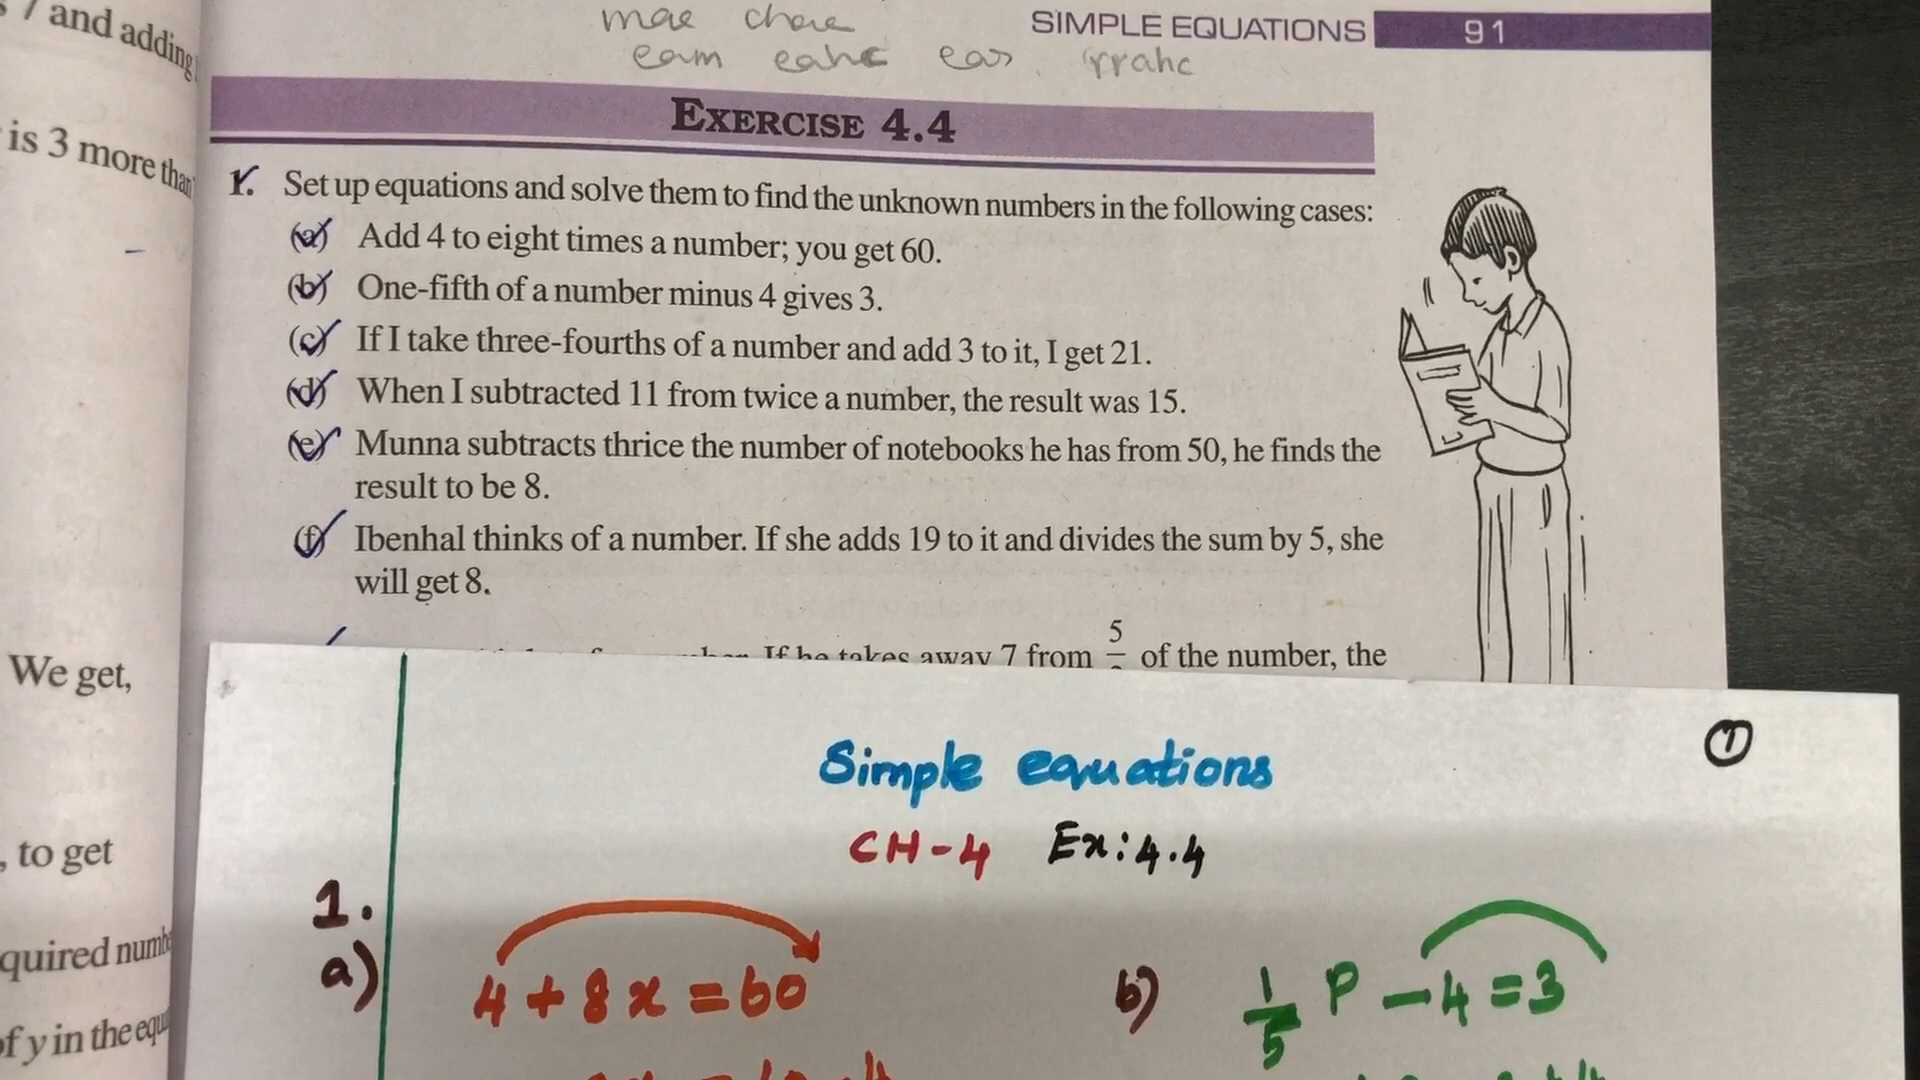 7 and adding
is 3 more than
We get,
, to get
quired numb
of y in the equ
SIMPLE EQUATIONS 91
EXERCISE 4.4
1. Set up equations and solve them to find the unknown numbers in the following cases:
(a) Add 4 to eight times a number; you get 60.
(b) One-fifth of a number minus 4 gives 3.
(c) If I take three-fourths of a number and add 3 to it, I get 21.
(d) When I subtracted 11 from twice a number, the result was 15.
(e) Munna subtracts thrice the number of notebooks he has from 50, he finds the
result to be 8.
(f) Ibenhal thinks of a number. If she adds 19 to it and divides the sum by 5, she
will get 8.
If he takes away 7 from 5 of the number, the
Simple equations
1
CH-4 Ex: 4.4
1.
a) 4 + 8x = 60
b) 1/5 P - 4 = 3